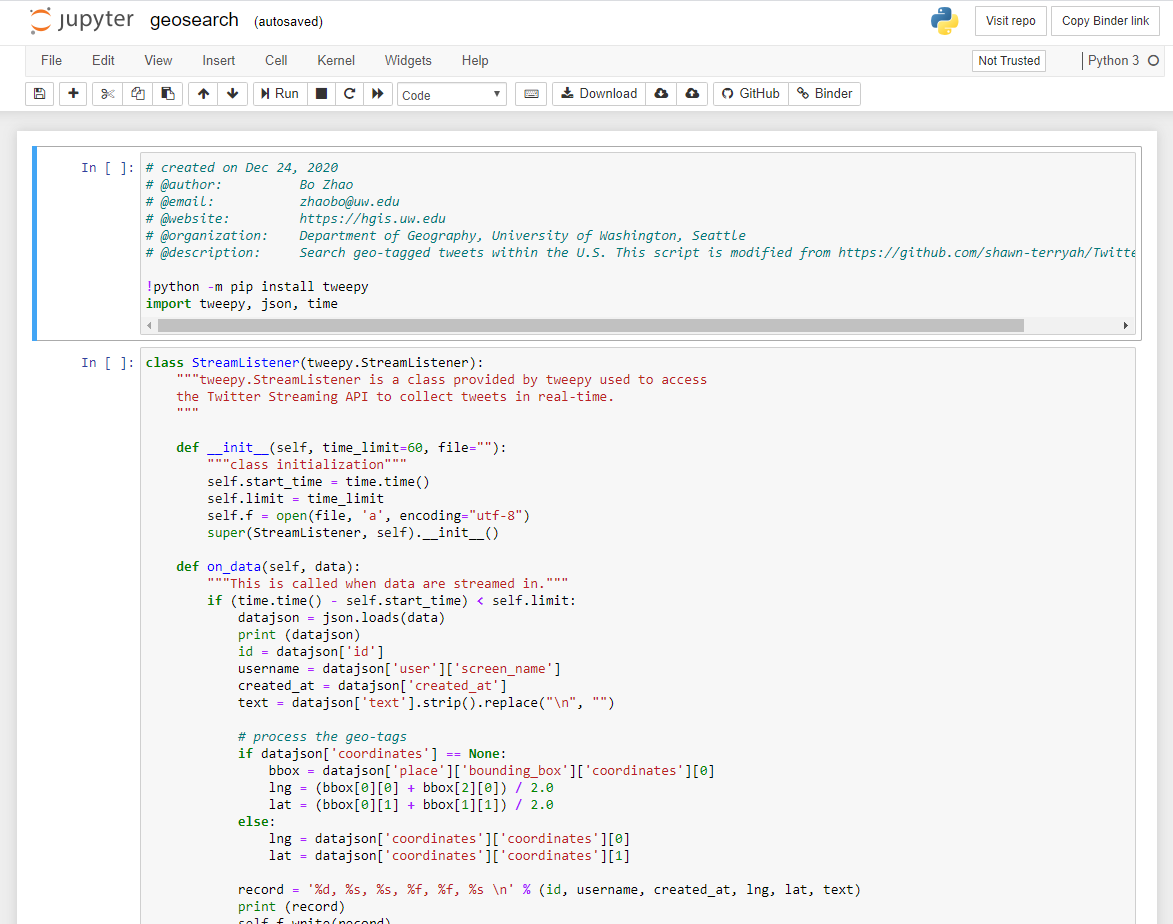 jupyter geosearch (autosaved) Visit repo Copy Binder link
File Edit View Insert Cell Kernel Widgets Help Not Trusted Python 3
Run Code Download GitHub Binder
In [ ]: # created on Dec 24, 2020
# @author: Bo Zhao
# @email: zhaobo@uw.edu
# @website: https://hgis.uw.edu
# @organization: Department of Geography, University of Washington, Seattle
# @description: Search geo-tagged tweets within the U.S. This script is modified from https://github.com/shawn-terryah/Twitte
!python -m pip install tweepy
import tweepy, json, time
In [ ]: class StreamListener(tweepy.StreamListener):
"""tweepy.StreamListener is a class provided by tweepy used to access
the Twitter Streaming API to collect tweets in real-time.
"""
def __init__(self, time_limit=60, file=""):
"""class initialization"""
self.start_time = time.time()
self.limit = time_limit
self.f = open(file, 'a', encoding="utf-8")
super(StreamListener, self).__init__()
def on_data(self, data):
"""This is called when data are streamed in."""
if (time.time() - self.start_time) < self.limit:
datajson = json.loads(data)
print (datajson)
id = datajson['id']
username = datajson['user']['screen_name']
created_at = datajson['created_at']
text = datajson['text'].strip().replace("\n", "")
# process the geo-tags
if datajson['coordinates'] == None:
bbox = datajson['place']['bounding_box']['coordinates'][0]
lng = (bbox[0][0] + bbox[2][0]) / 2.0
lat = (bbox[0][1] + bbox[1][1]) / 2.0
else:
lng = datajson['coordinates']['coordinates'][0]
lat = datajson['coordinates']['coordinates'][1]
record = '%d, %s, %s, %f, %f, %s \n' % (id, username, created_at, lng, lat, text)
print (record)
self.f.write(record)